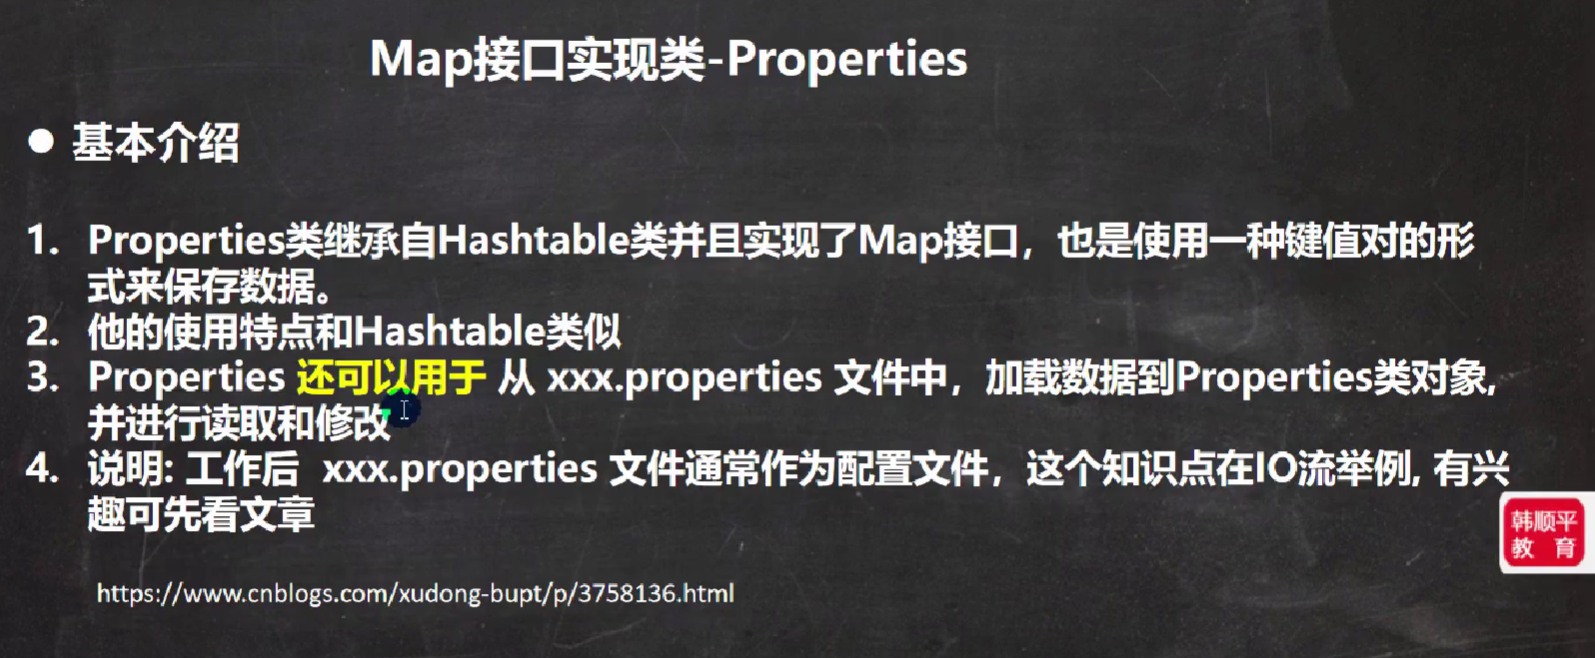 Map接口实现类-Properties
● 基本介绍
1. Properties类继承自Hashtable类并且实现了Map接口，也是使用一种键值对的形
式来保存数据。
2. 他的使用特点和Hashtable类似
3. Properties 还可以用于 从 xxx.properties 文件中，加载数据到Properties类对象,
并进行读取和修改
4. 说明: 工作后 xxx.properties 文件通常作为配置文件，这个知识点在IO流举例, 有兴
趣可先看文章
韩顺平
教 育
https://www.cnblogs.com/xudong-bupt/p/3758136.html